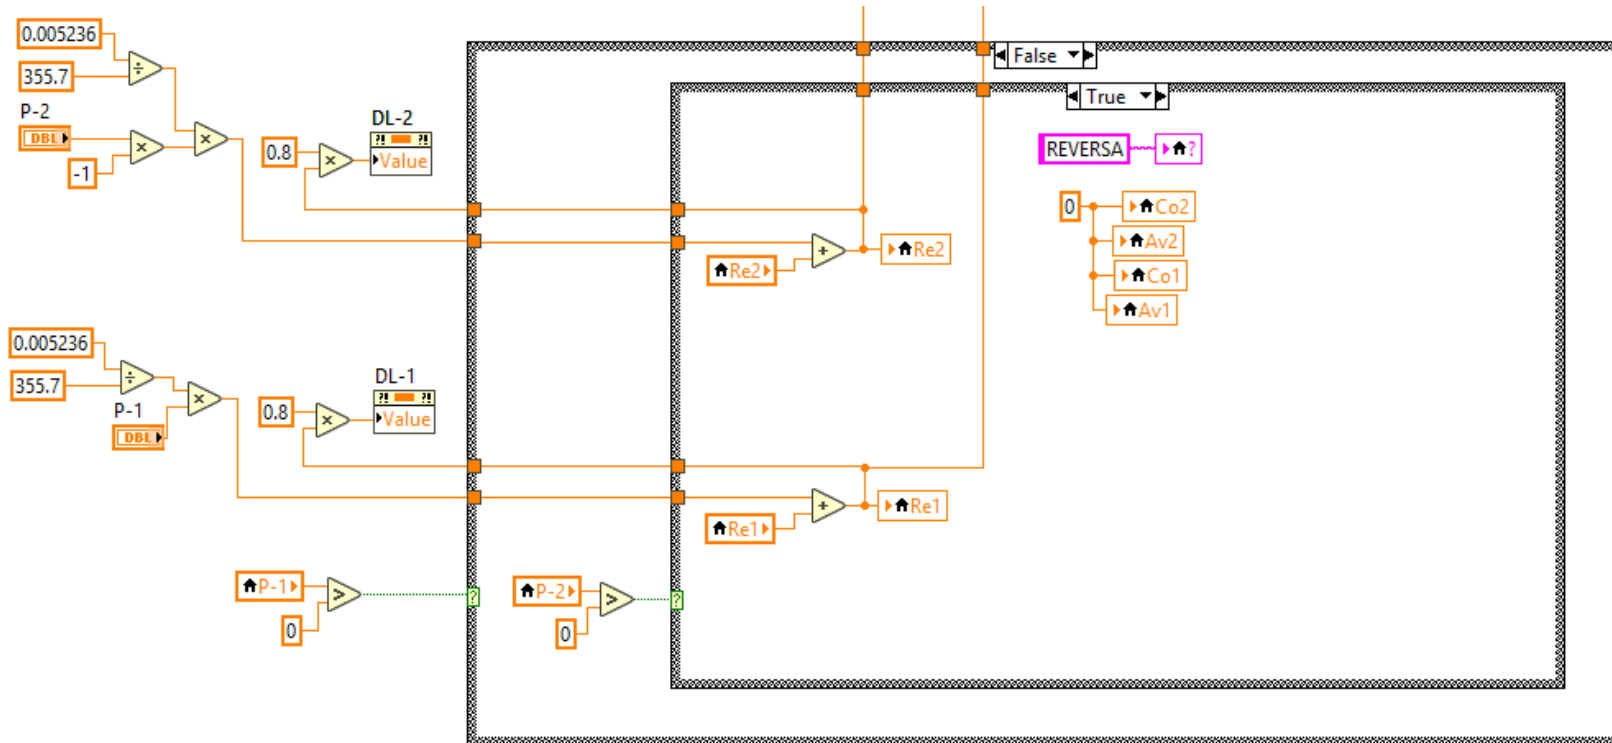 0.005236
355.7
P-2
DBL
-1
0.8
DL-2
?! ?!
Value
False
True
REVERSA
?
0
Co2
Av2
Co1
Av1
Re2
Re2
0.005236
355.7
P-1
DBL
0.8
DL-1
?! ?!
Value
Re1
Re1
P-1
0
?
P-2
0
?